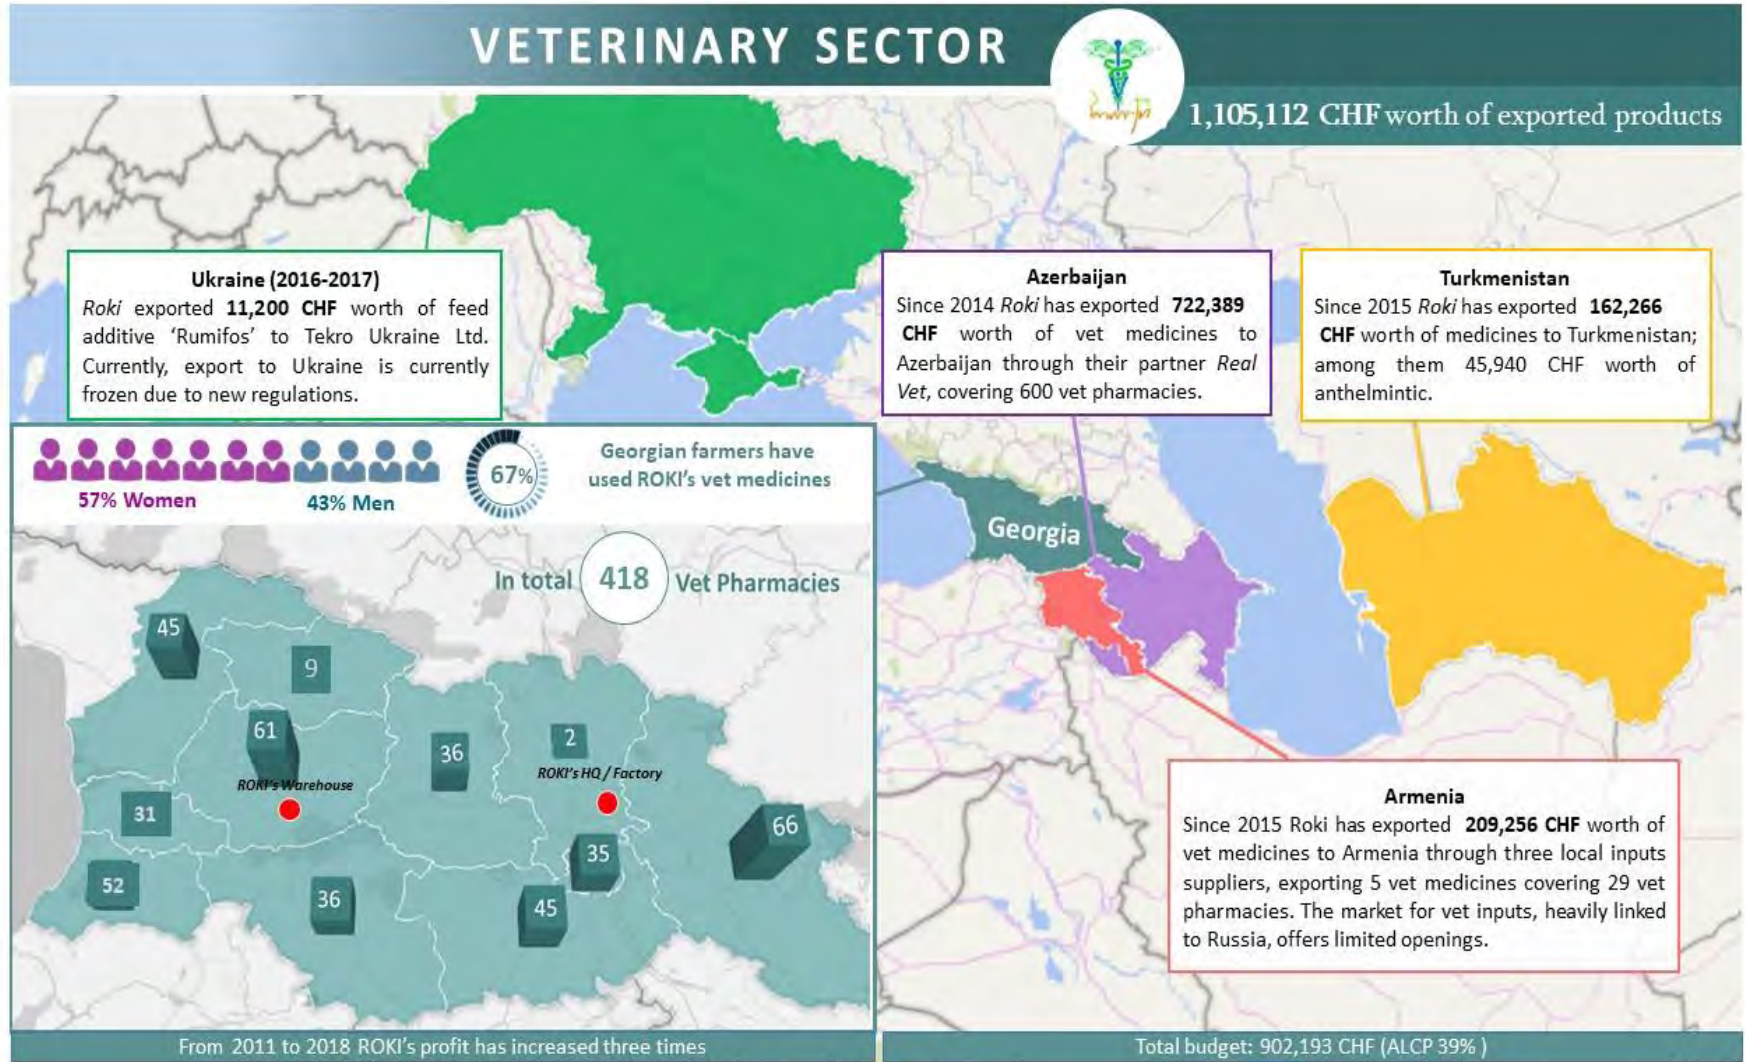 VETERINARY SECTOR
1,105,112 CHF worth of exported products
Ukraine (2016-2017)
Roki exported 11,200 CHF worth of feed
additive ‘Rumifos’ to Tekro Ukraine Ltd.
Currently, export to Ukraine is currently
frozen due to new regulations.
Azerbaijan
Since 2014 Roki has exported 722,389
CHF worth of vet medicines to
Azerbaijan through their partner Real
Vet, covering 600 vet pharmacies.
Turkmenistan
Since 2015 Roki has exported 162,266
CHF worth of medicines to Turkmenistan;
among them 45,940 CHF worth of
anthelmintic.
57% Women
43% Men
67%
Georgian farmers have
used ROKI’s vet medicines
Georgia
In total 418 Vet Pharmacies
45
9
61
36
2
ROKI’s Warehouse
ROKI’s HQ / Factory
31
66
35
52
36
45
Armenia
Since 2015 Roki has exported 209,256 CHF worth of
vet medicines to Armenia through three local inputs
suppliers, exporting 5 vet medicines covering 29 vet
pharmacies. The market for vet inputs, heavily linked
to Russia, offers limited openings.
From 2011 to 2018 ROKI’s profit has increased three times
Total budget: 902,193 CHF (ALCP 39% )